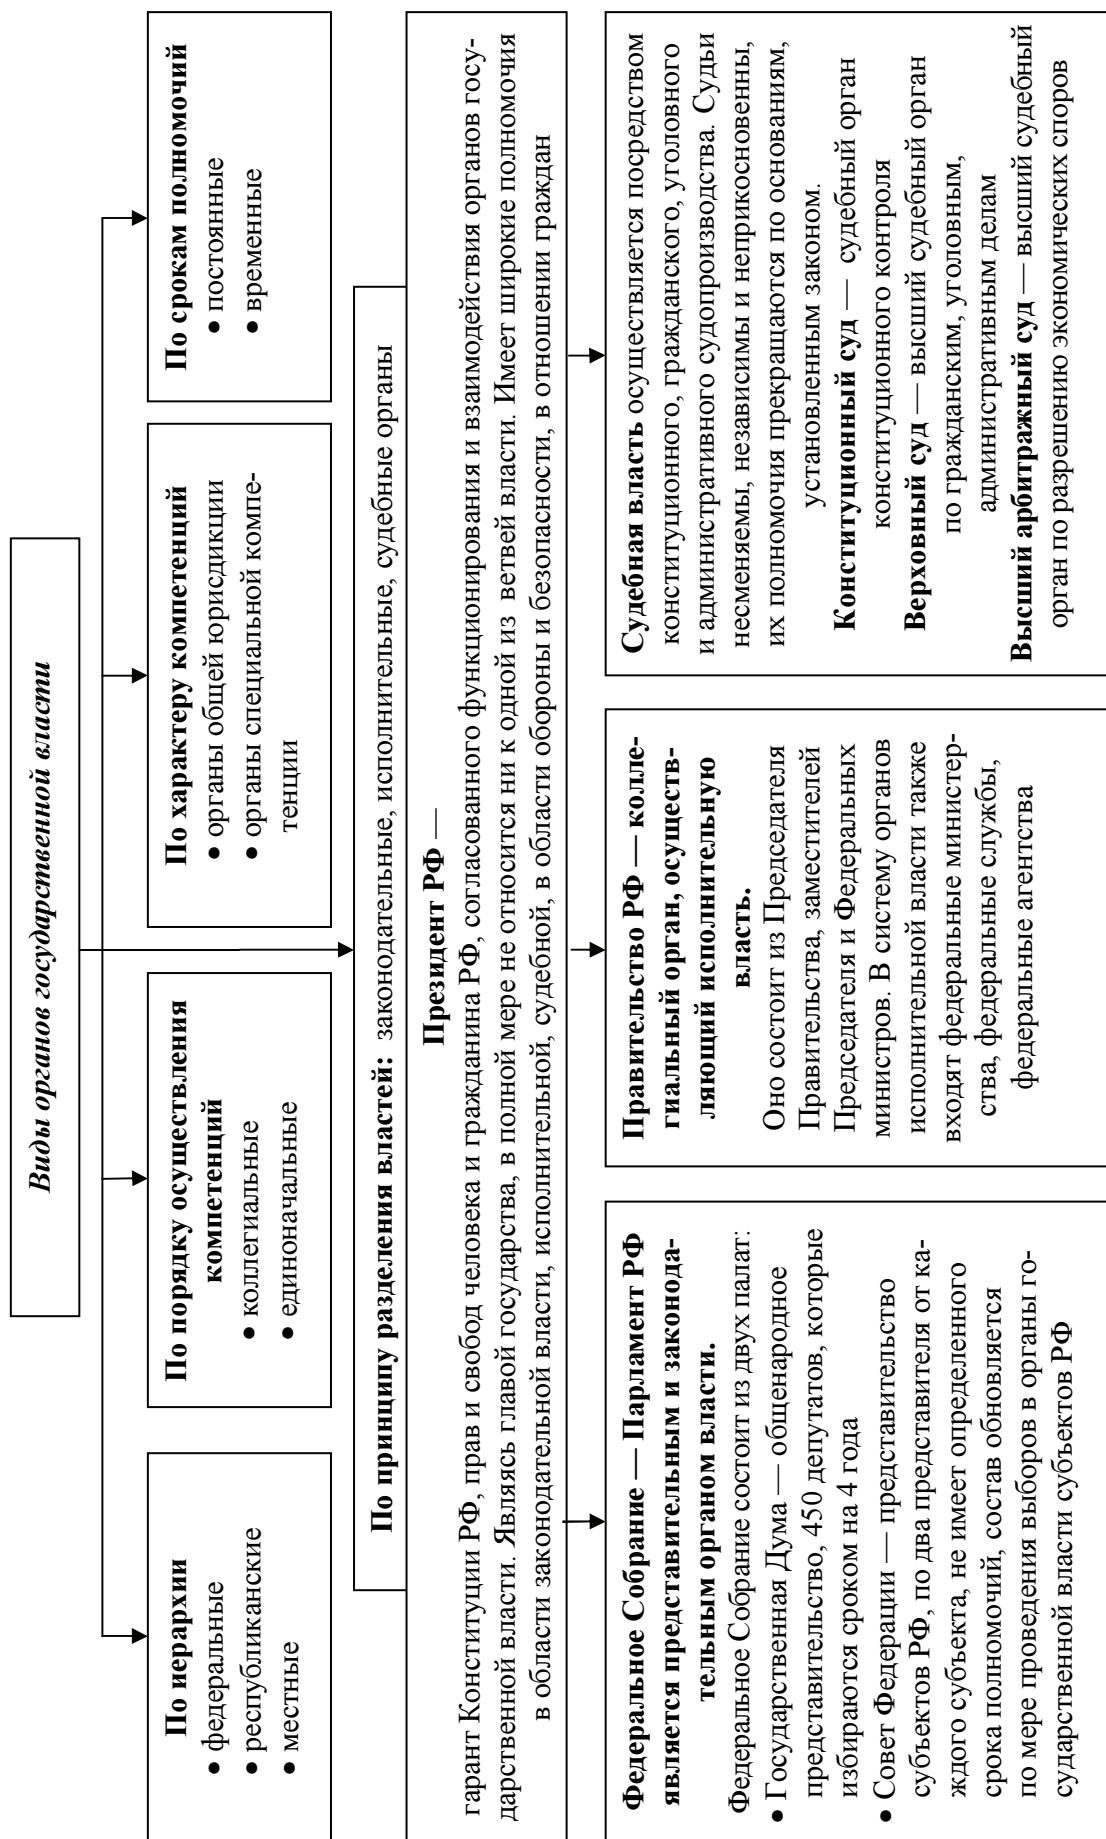 Виды органов государственной власти
По иерархии
• федеральные
• республиканские
• местные
По порядку осуществления
компетенций
• коллегиальные
• единоначальные
По характеру компетенций
• органы общей юрисдикции
• органы специальной компе-
тенции
По срокам полномочий
• постоянные
• временные
По принципу разделения властей: законодательные, исполнительные, судебные органы
Президент РФ —
гарант Конституции РФ, прав и свобод человека и гражданина РФ, согласованного функционирования и взаимодействия органов госу-
дарственной власти. Являясь главой государства, в полной мере не относится ни к одной из ветвей власти. Имеет широкие полномочия
в области законодательной власти, исполнительной, судебной, в области обороны и безопасности, в отношении граждан
Федеральное Собрание — Парламент РФ
является представительным и законода-
тельным органом власти.
Федеральное Собрание состоит из двух палат:
• Государственная Дума — общенародное
представительство, 450 депутатов, которые
избираются сроком на 4 года
• Совет Федерации — представительство
субъектов РФ, по два представителя от ка-
ждого субъекта, не имеет определенного
срока полномочий, состав обновляется
по мере проведения выборов в органы го-
сударственной власти субъектов РФ
Правительство РФ — колле-
гиальный орган, осуществ-
ляющий исполнительную
власть.
Оно состоит из Председателя
Правительства, заместителей
Председателя и Федеральных
министров. В систему органов
исполнительной власти также
входят федеральные министер-
ства, федеральные службы,
федеральные агентства
Судебная власть осуществляется посредством
конституционного, гражданского, уголовного
и административного судопроизводства. Судьи
несменяемы, независимы и неприкосновенны,
их полномочия прекращаются по основаниям,
установленным законом.
Конституционный суд — судебный орган
конституционного контроля
Верховный суд — высший судебный орган
по гражданским, уголовным,
административным делам
Высший арбитражный суд — высший судебный
орган по разрешению экономических споров